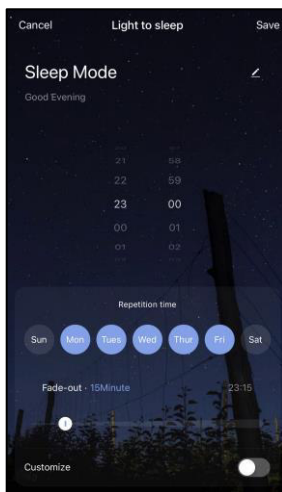 Cancel Light to sleep Save
Sleep Mode
Good Evening
21 58
22 59
23 00
00 01
01 02
Repetition time
Sun Mon Tues Wed Thur Fri Sat
Fade-out - 15Minute 23:15
Customize